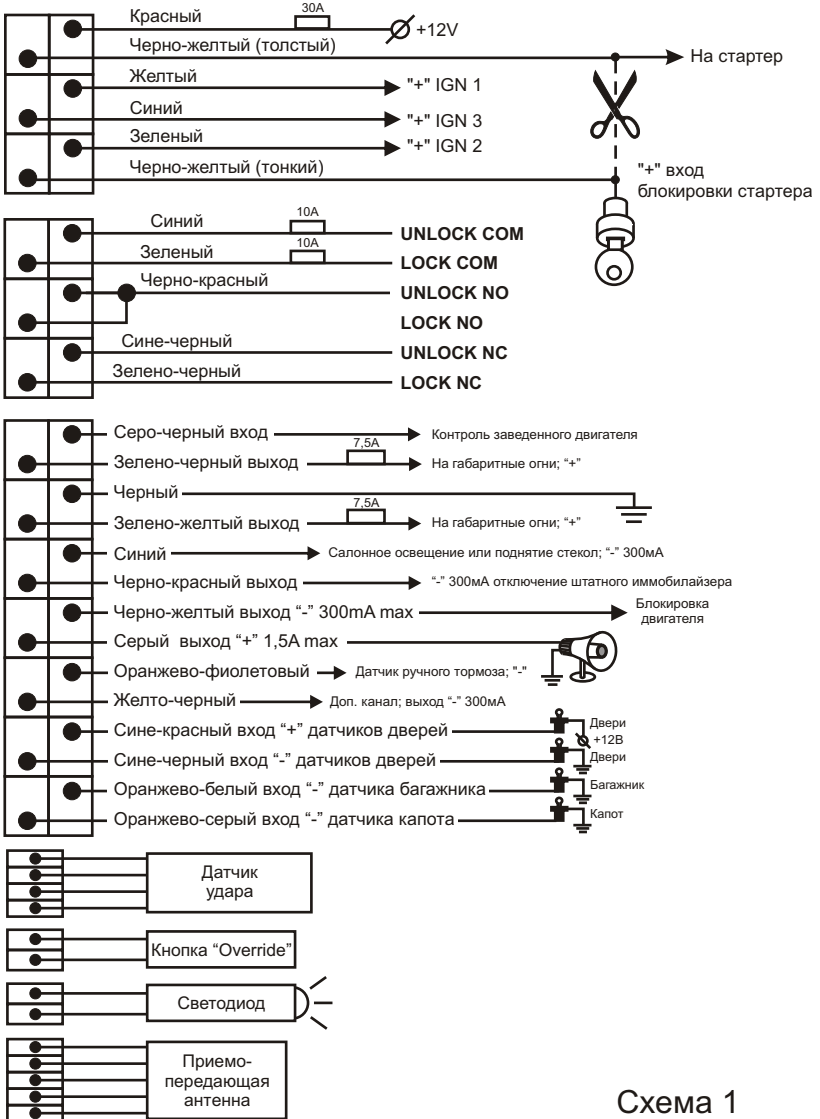 Красный
30A
+12V
Черно-желтый (толстый)
На стартер
Желтый
"+" IGN 1
Синий
"+" IGN 3
Зеленый
"+" IGN 2
Черно-желтый (тонкий)
"+" вход
блокировки стартера
Синий
10A
UNLOCK COM
Зеленый
10A
LOCK COM
Черно-красный
UNLOCK NO
LOCK NO
Сине-черный
UNLOCK NC
Зелено-черный
LOCK NC
Серо-черный вход
Контроль заведенного двигателя
Зелено-черный выход
7,5A
На габаритные огни; “+”
Черный
Зелено-желтый выход
7,5A
На габаритные огни; “+”
Синий
Салонное освещение или поднятие стекол; “-” 300мА
Черно-красный выход
“-” 300мА отключение штатного иммобилайзера
Черно-желтый выход “-” 300mA max
Блокировка
двигателя
Серый выход “+” 1,5A max
Оранжево-фиолетовый
Датчик ручного тормоза; "-"
Желто-черный
Доп. канал; выход “-” 300мА
Сине-красный вход “+” датчиков дверей
Двери
+12В
Сине-черный вход “-” датчиков дверей
Двери
Оранжево-белый вход “-” датчика багажника
Багажник
Оранжево-серый вход “-” датчика капота
Капот
Датчик
удара
Кнопка “Override”
Светодиод
Приемо-
передающая
антенна
Схема 1